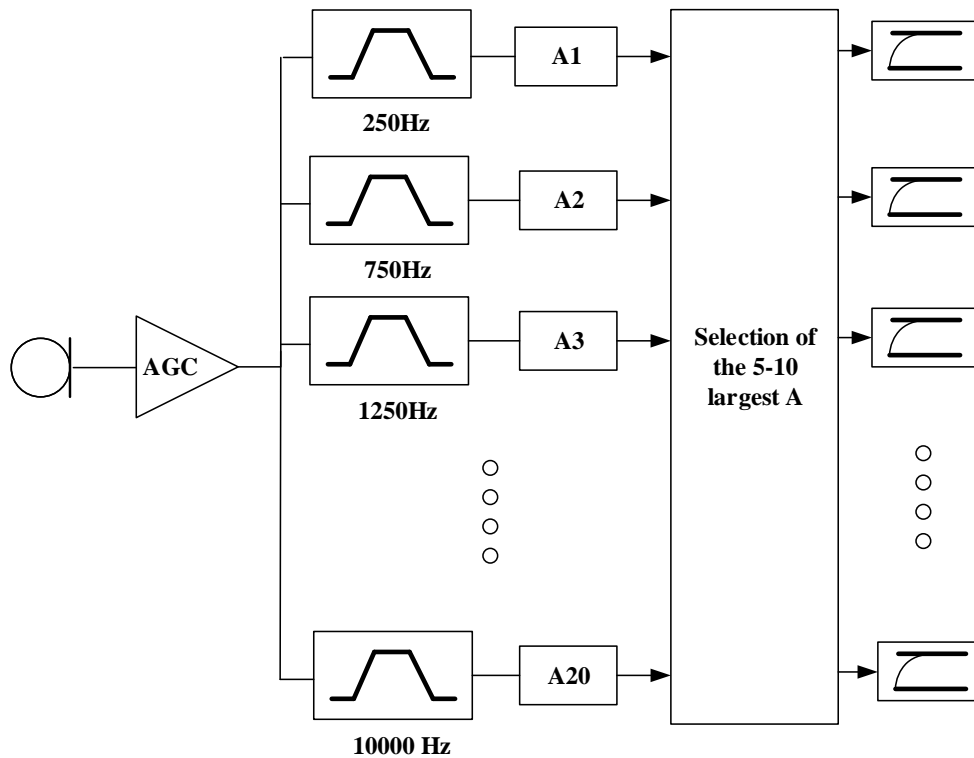 A1
250Hz
A2
750Hz
AGC
A3
1250Hz
Selection of
the 5-10
largest A
A20
10000 Hz